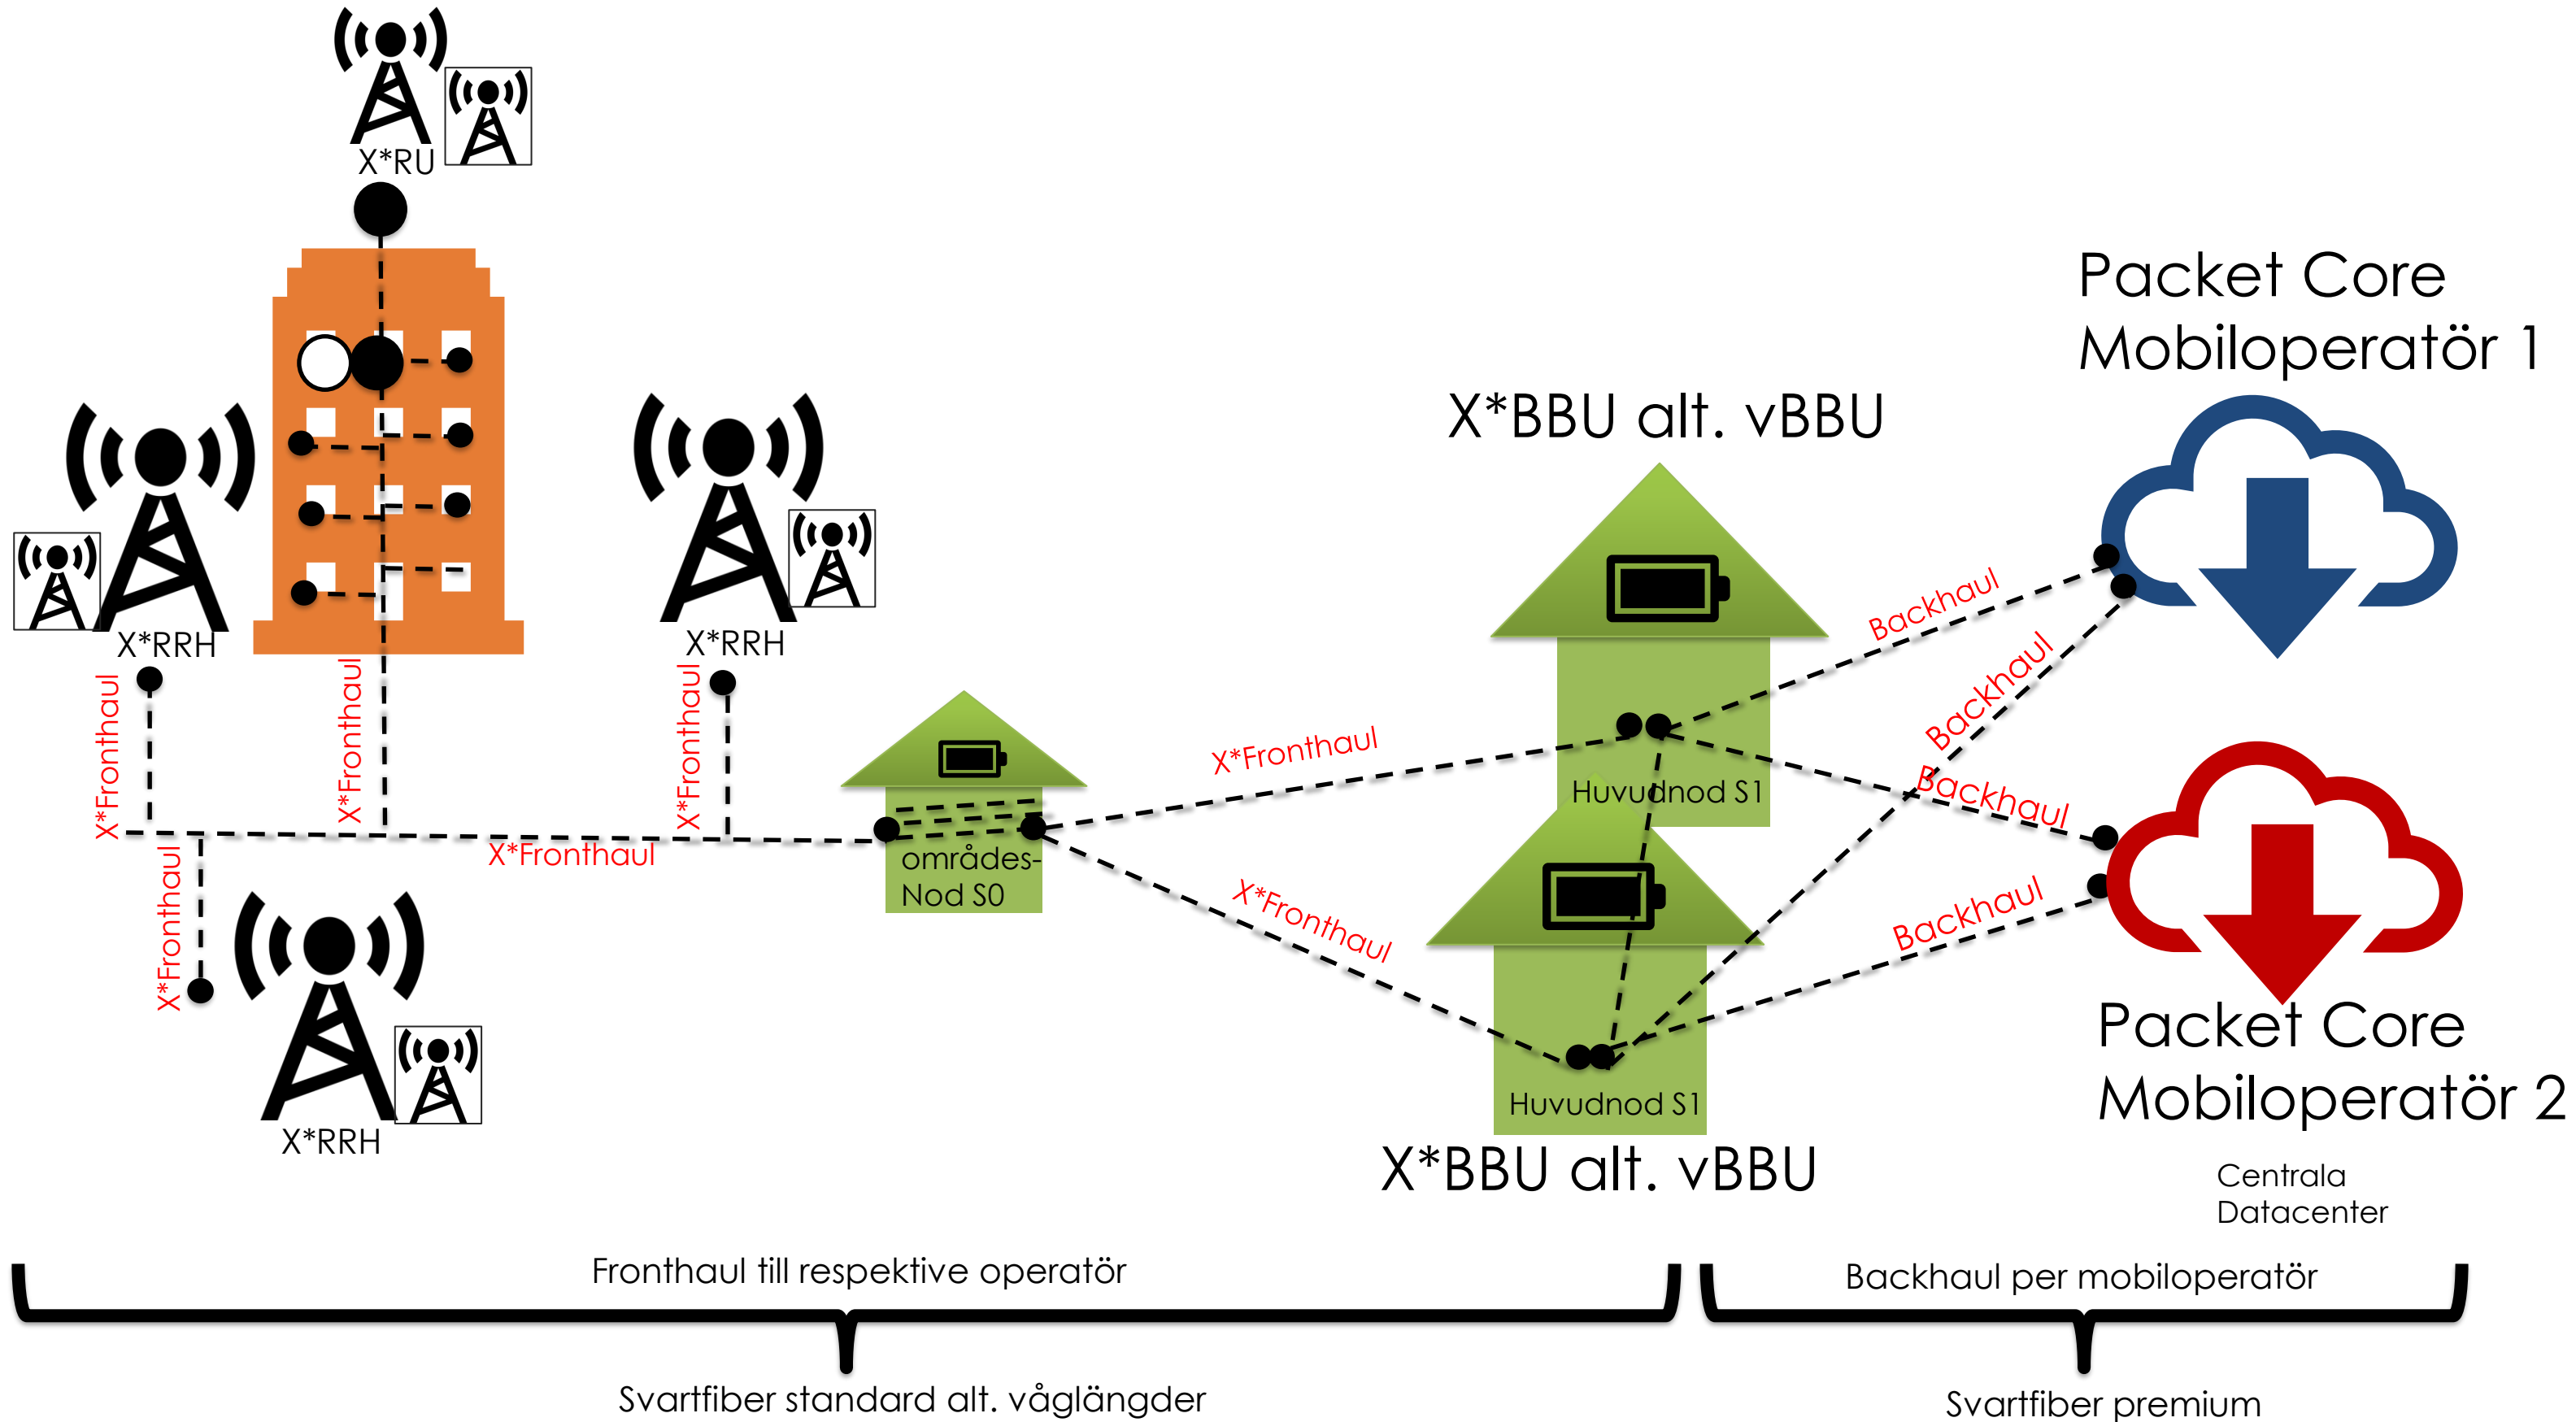 X*RU
Packet Core
Mobiloperatör 1
X*BBU alt. vBBU
X*RRH
X*RRH
X*Fronthaul
X*Fronthaul
X*Fronthaul
X*Fronthaul
X*Fronthaul
X*Fronthaul
X*Fronthaul
Backhaul
Backhaul
Backhaul
Backhaul
Huvudnod S1
områdes-
Nod S0
Huvudnod S1
X*RRH
X*BBU alt. vBBU
Packet Core
Mobiloperatör 2
Centrala
Datacenter
Fronthaul till respektive operatör
Backhaul per mobiloperatör
Svartfiber standard alt. våglängder
Svartfiber premium